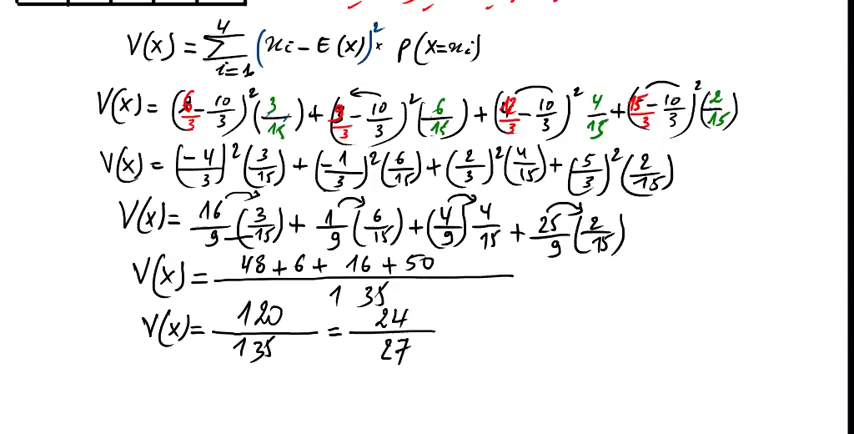 V(x) = ∑_{i=1}^{4} (xi − E(x))² × p(X=xi)
V(x) = (6/3 − 10/3)² (3/15) + (9/3 − 10/3)² (6/15) + (12/3 − 10/3)² 4/15 + (15/3 − 10/3)² (2/15)
V(x) = (−4/3)² (3/15) + (−1/3)² (6/15) + (2/3)² (4/15) + (5/3)² (2/15)
V(x) = 16/9 (3/15) + 1/9 (6/15) + (4/9) 4/15 + 25/9 (2/15)
V(x) = (48 + 6 + 16 + 50)/135
V(x) = 120/135 = 24/27